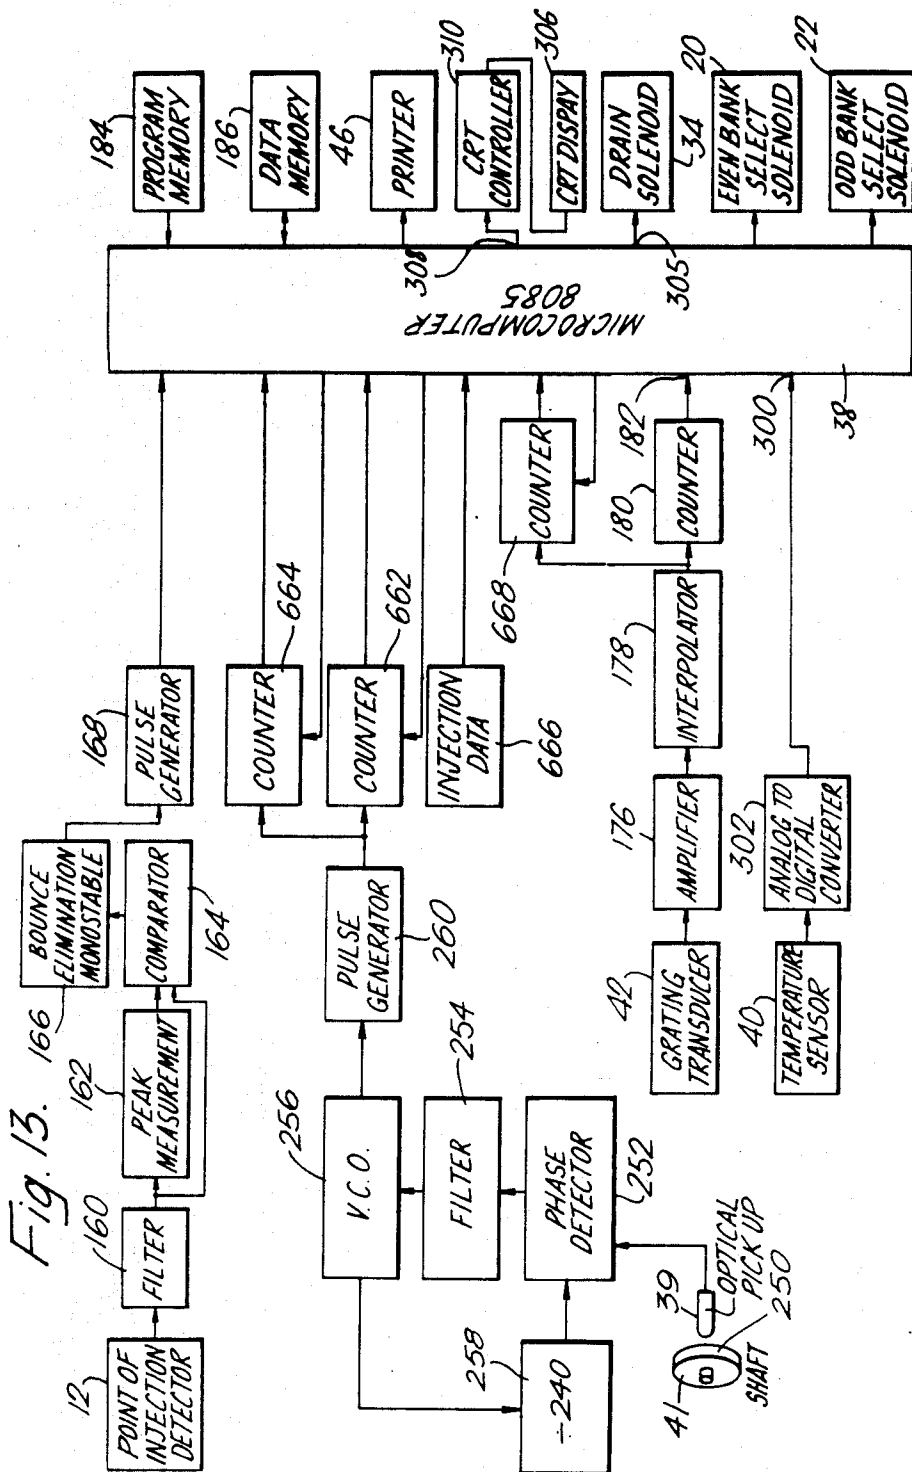 Fig. 13.
12
POINT OF
INJECTION
DETECTOR
160
FILTER
162
PEAK
MEASUREMENT
166
BOUNCE
ELIMINATION
MONOSTABLE
COMPARATOR
164
168
PULSE
GENERATOR
256
V.C.O.
254
FILTER
PHASE
DETECTOR
252
258
÷240
39
OPTICAL
PICK UP
250
41
SHAFT
PULSE
GENERATOR
260
COUNTER
664
COUNTER
662
INJECTION
DATA
666
668
COUNTER
42
GRATING
TRANSDUCER
176
AMPLIFIER
178
INTERPOLATOR
180
COUNTER
182
40
TEMPERATURE
SENSOR
302
ANALOG TO
DIGITAL
CONVERTER
300
38
MICROCOMPUTER
8085
308
305
184
PROGRAM
MEMORY
186
DATA
MEMORY
46
PRINTER
310
CRT
CONTROLLER
306
CRT DISPAY
DRAIN
SOLENOID
34
20
EVEN BANK
SELECT
SOLENOID
22
ODD BANK
SELECT
SOLENOID